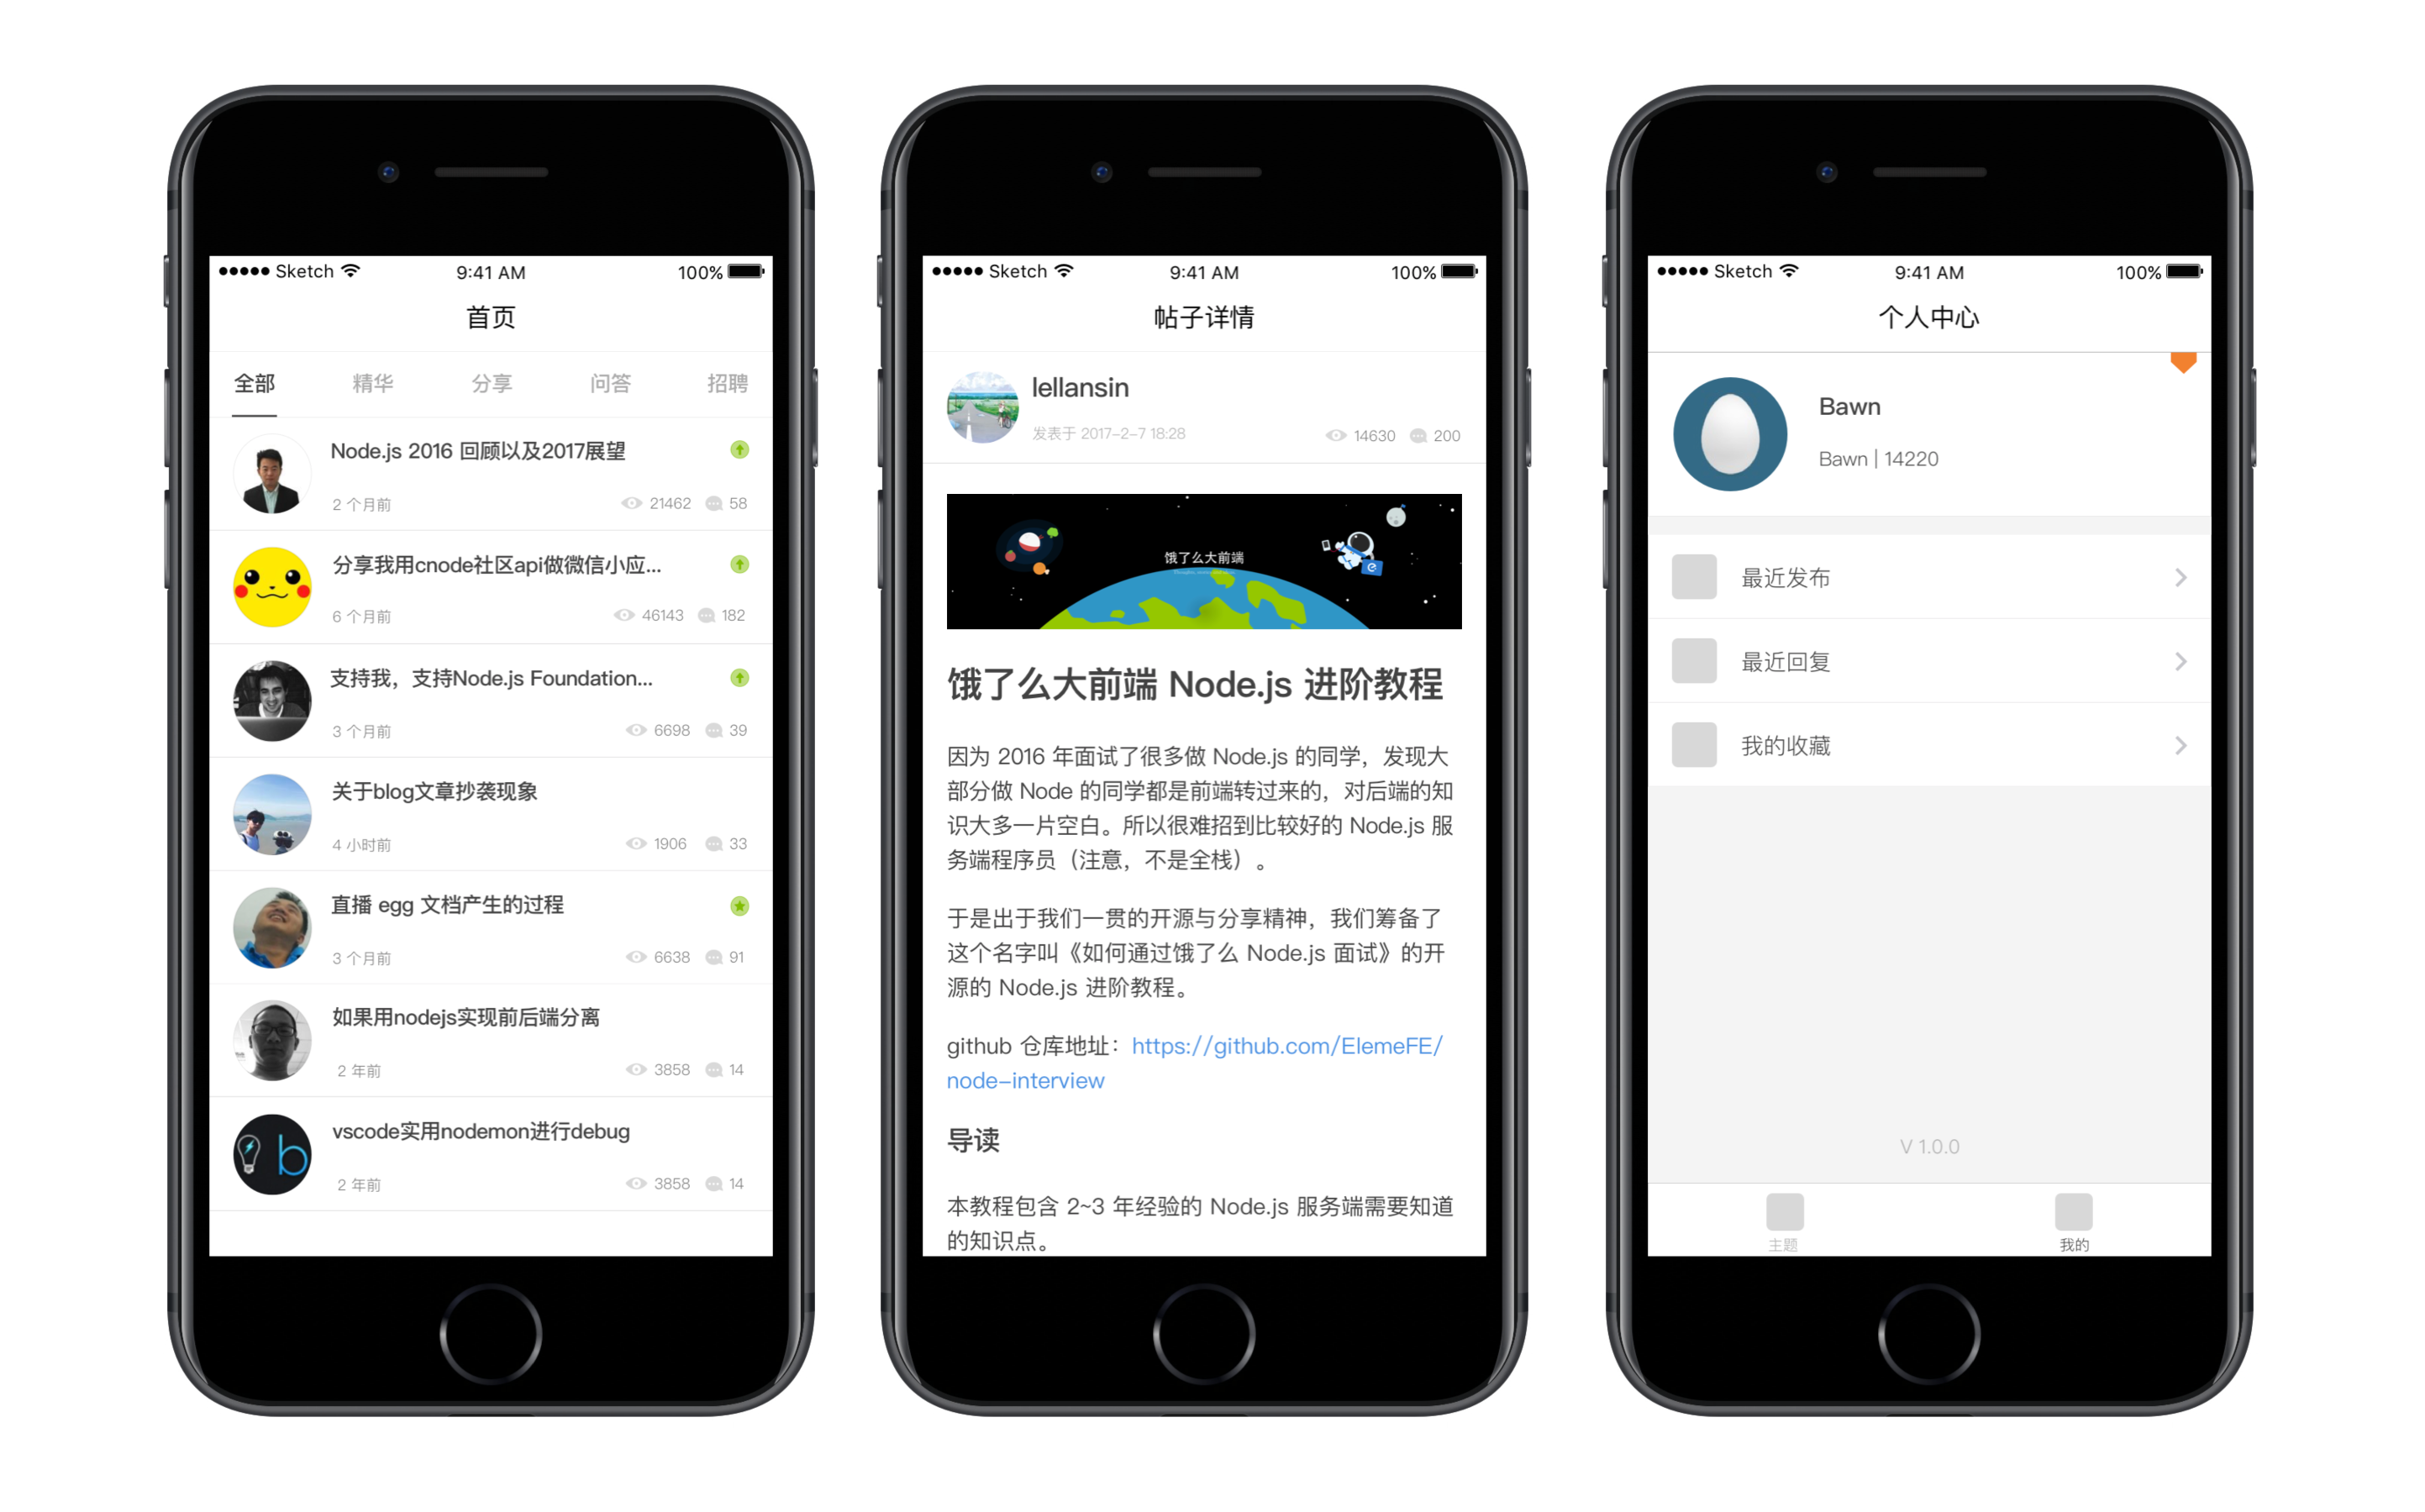 Sketch 9:41 AM 100%
首页
全部 精华 分享 问答 招聘
Node.js 2016 回顾以及2017展望
2 个月前 21462 58
分享我用cnode社区api做微信小应...
6 个月前 46143 182
支持我，支持Node.js Foundation...
3 个月前 6698 39
关于blog文章抄袭现象
4 小时前 1906 33
直播 egg 文档产生的过程
3 个月前 6638 91
如果用nodejs实现前后端分离
2 年前 3858 14
b
vscode实用nodemon进行debug
2 年前 3858 14
Sketch 9:41 AM 100%
帖子详情
lellansin
发表于 2017-2-7 18:28 14630 200
饿了么大前端
饿了么大前端 Node.js 进阶教程
因为 2016 年面试了很多做 Node.js 的同学，发现大
部分做 Node 的同学都是前端转过来的，对后端的知
识大多一片空白。所以很难招到比较好的 Node.js 服
务端程序员（注意，不是全栈）。
于是出于我们一贯的开源与分享精神，我们筹备了
这个名字叫《如何通过饿了么 Node.js 面试》的开
源的 Node.js 进阶教程。
github 仓库地址：https://github.com/ElemeFE/
node-interview
导读
本教程包含 2~3 年经验的 Node.js 服务端需要知道
的知识点。
Sketch 9:41 AM 100%
个人中心
Bawn
Bawn | 14220
最近发布
最近回复
我的收藏
V 1.0.0
主题 我的